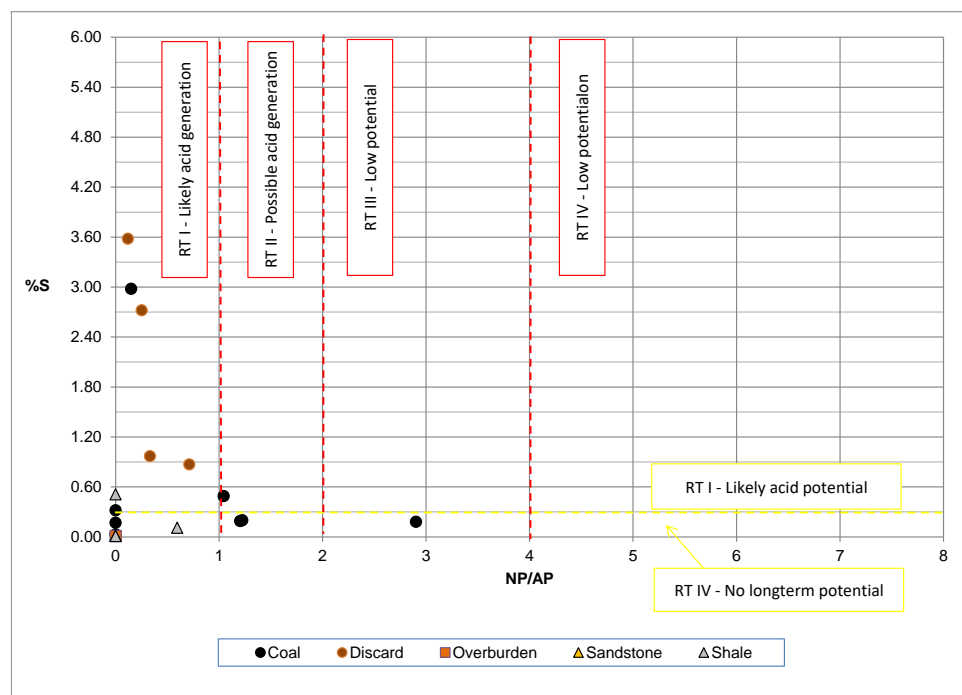 6.00
5.40
4.80
4.20
3.60
3.00
2.40
1.80
1.20
0.60
0.00
%S
RT I - Likely acid generation
RT II - Possible acid generation
RT III - Low potential
RT IV - Low potentialon
RT I - Likely acid potential
0 1 2 3 4 5 6 7 8
NP/AP
RT IV - No longterm potential
Coal Discard Overburden Sandstone Shale